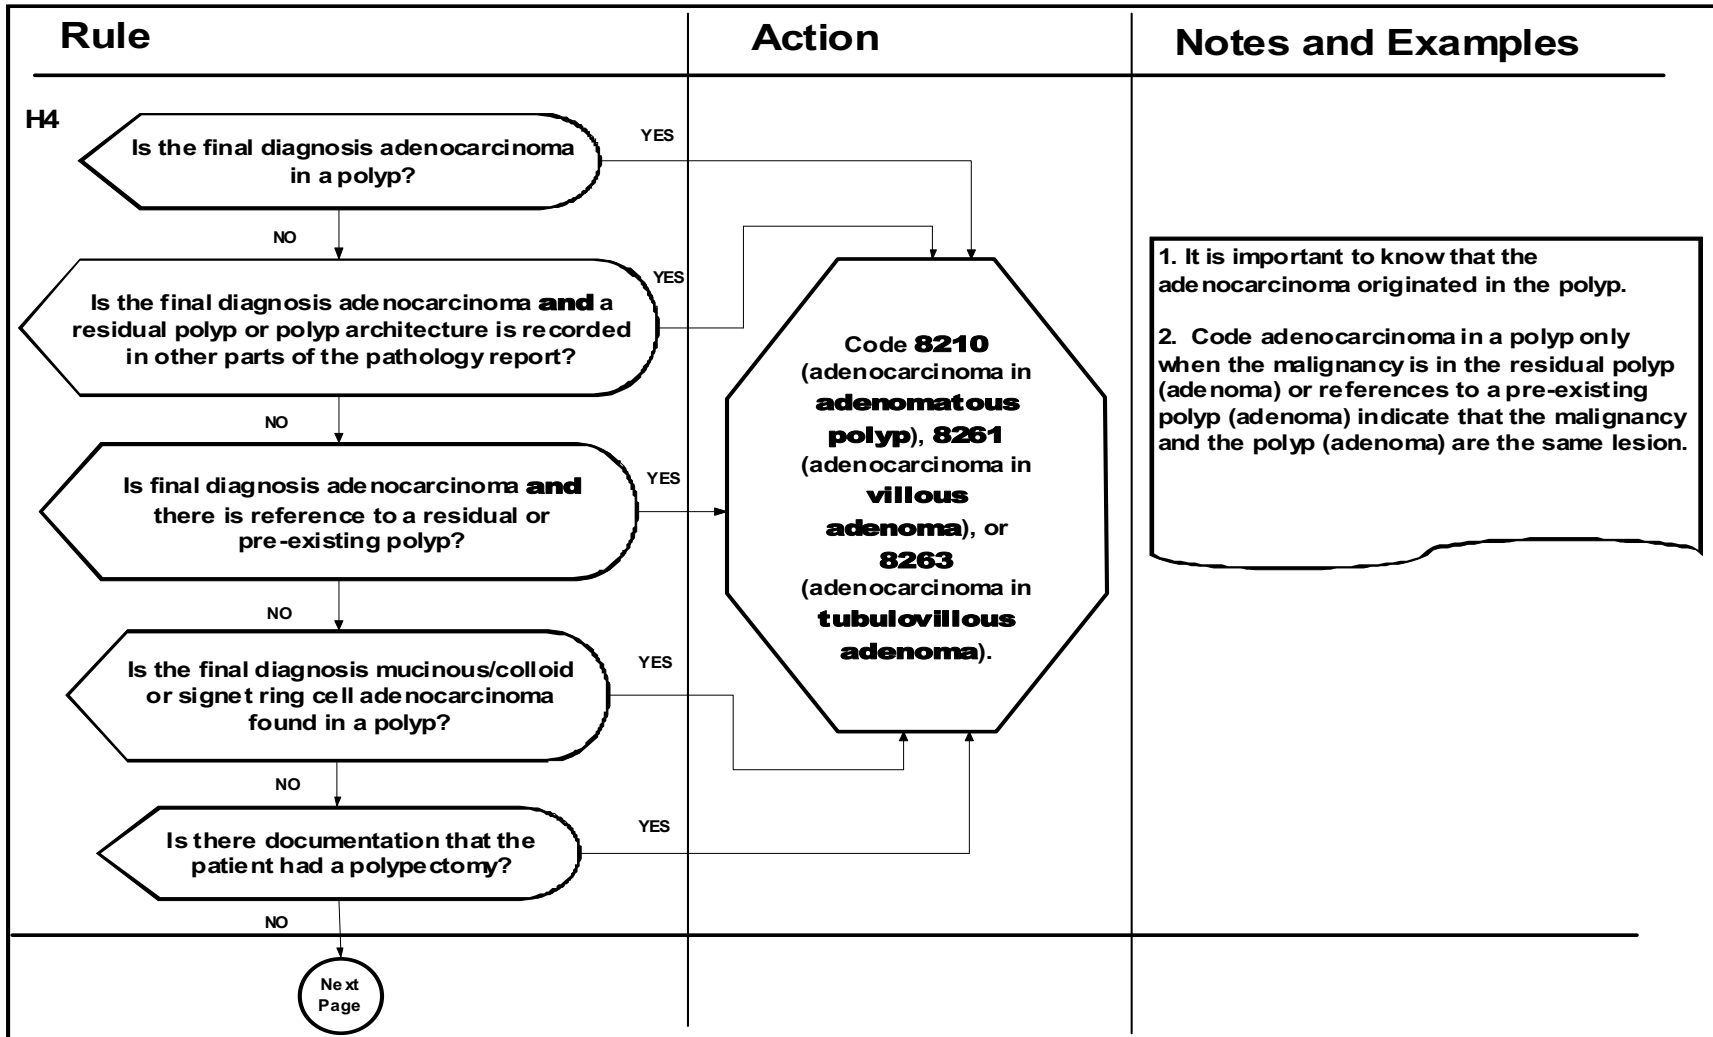 Rule
Action
Notes and Examples
H4
Is the final diagnosis adenocarcinoma
in a polyp?
YES
NO
Is the final diagnosis adenocarcinoma and a
residual polyp or polyp architecture is recorded
in other parts of the pathology report?
YES
NO
Is final diagnosis adenocarcinoma and
there is reference to a residual or
pre-existing polyp?
YES
NO
Is the final diagnosis mucinous/colloid
or signet ring cell adenocarcinoma
found in a polyp?
YES
NO
Is there documentation that the
patient had a polypectomy?
YES
NO
Next
Page
Code 8210
(adenocarcinoma in
adenomatous
polyp), 8261
(adenocarcinoma in
villous
adenoma), or
8263
(adenocarcinoma in
tubulovillous
adenoma).
1. It is important to know that the
adenocarcinoma originated in the polyp.
2. Code adenocarcinoma in a polyp only
when the malignancy is in the residual polyp
(adenoma) or references to a pre-existing
polyp (adenoma) indicate that the malignancy
and the polyp (adenoma) are the same lesion.